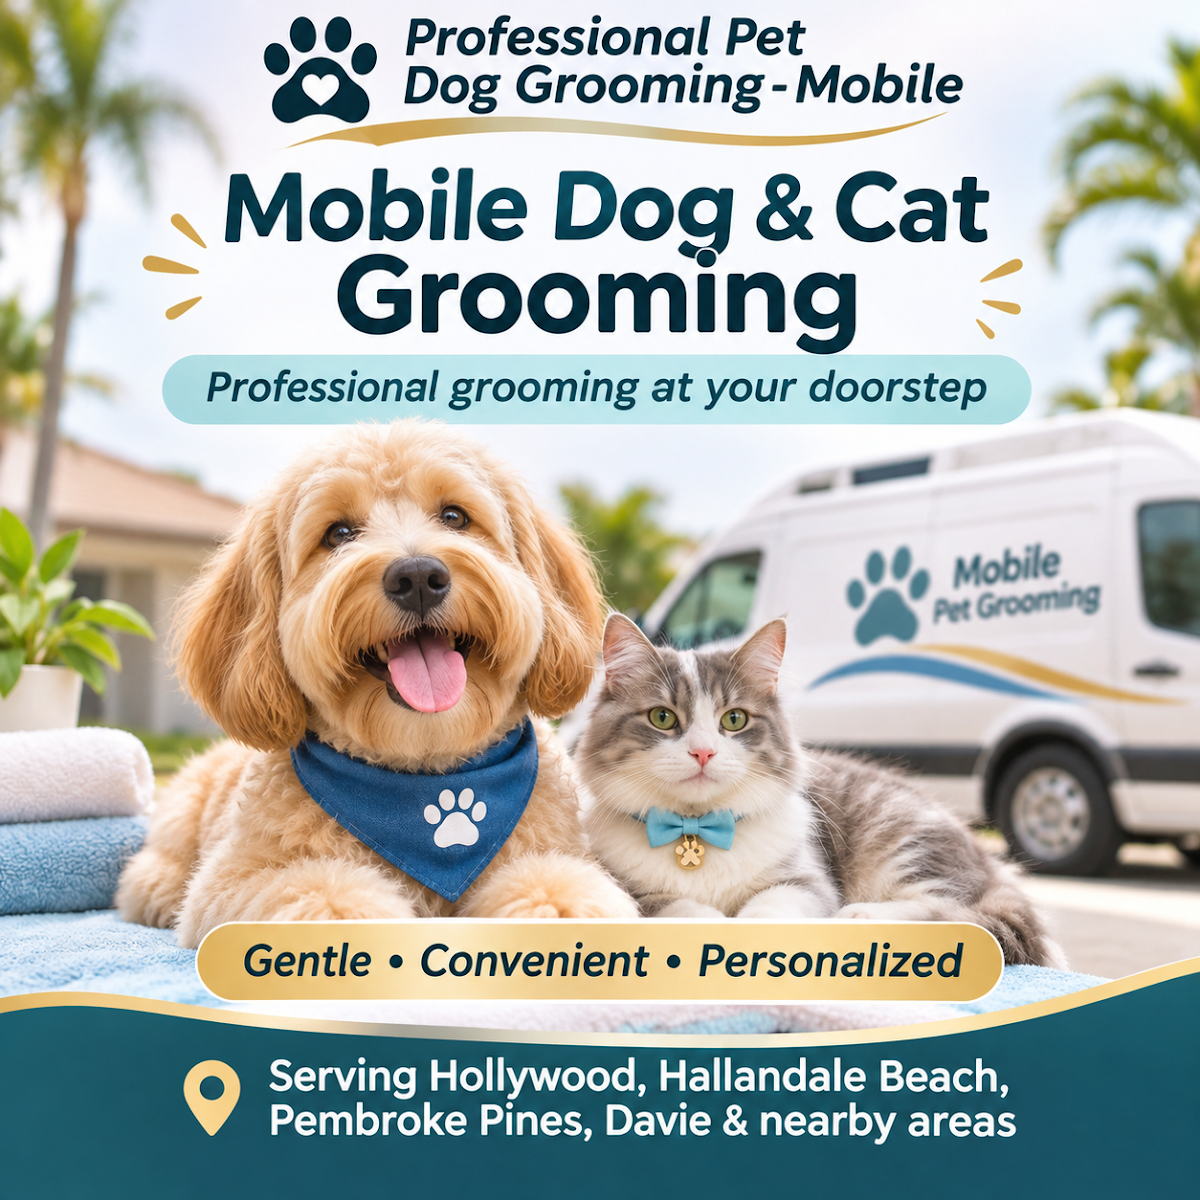 Professional Pet
Dog Grooming - Mobile
Mobile Dog & Cat
Grooming
Professional grooming at your doorstep
Mobile
Pet Grooming
Gentle • Convenient • Personalized
Serving Hollywood, Hallandale Beach,
Pembroke Pines, Davie & nearby areas